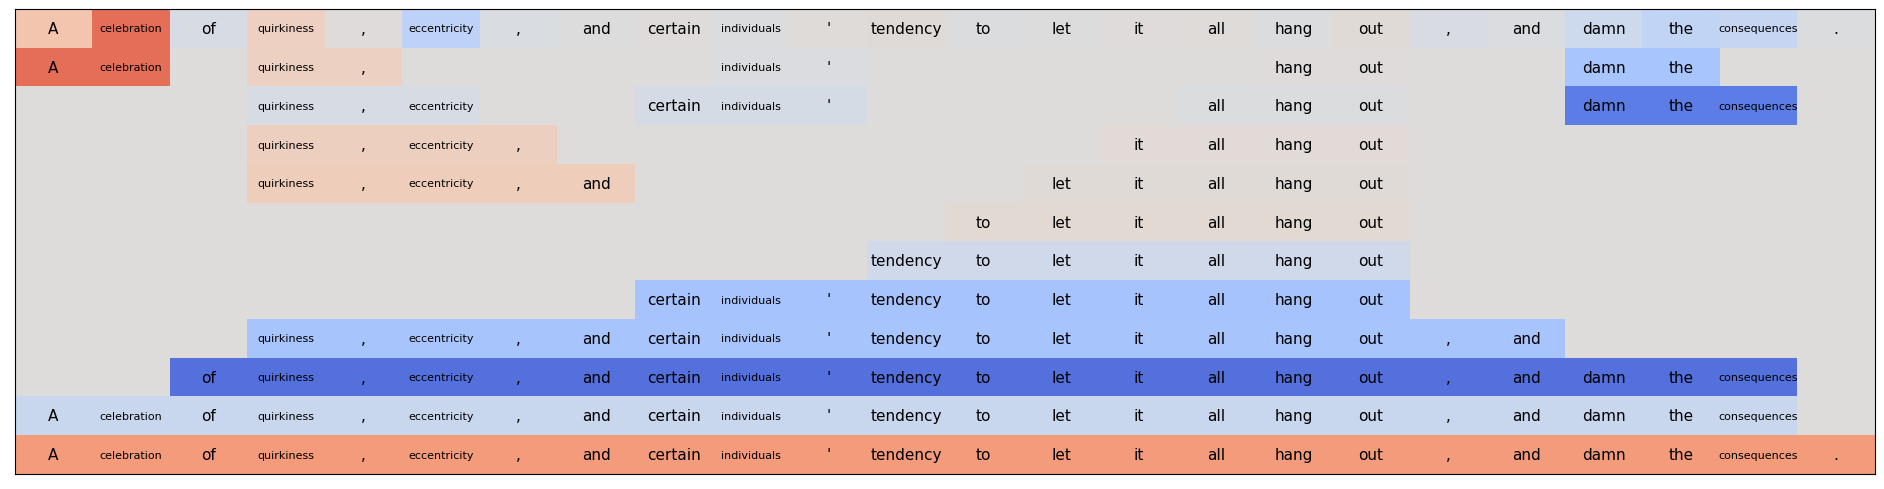 A celebration of quirkiness , eccentricity , and certain individuals ' tendency to let it all hang out , and damn the consequences .
A celebration quirkiness , individuals ' hang out damn the
quirkiness , eccentricity certain individuals ' all hang out damn the consequences
quirkiness , eccentricity , it all hang out
quirkiness , eccentricity , and let it all hang out
to let it all hang out
tendency to let it all hang out
certain individuals ' tendency to let it all hang out
quirkiness , eccentricity , and certain individuals ' tendency to let it all hang out , and
of quirkiness , eccentricity , and certain individuals ' tendency to let it all hang out , and damn the consequences
A celebration of quirkiness , eccentricity , and certain individuals ' tendency to let it all hang out , and damn the consequences
A celebration of quirkiness , eccentricity , and certain individuals ' tendency to let it all hang out , and damn the consequences .